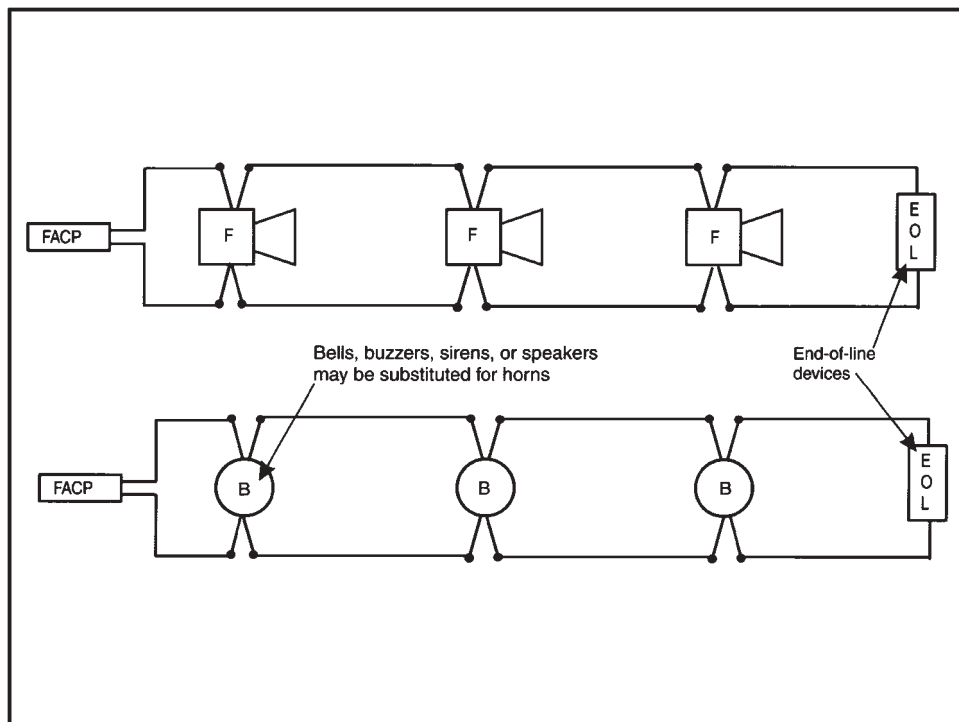 FACP
F
F
F
E
O
L
Bells, buzzers, sirens, or speakers
may be substituted for horns
End-of-line
devices
FACP
B
B
B
E
O
L